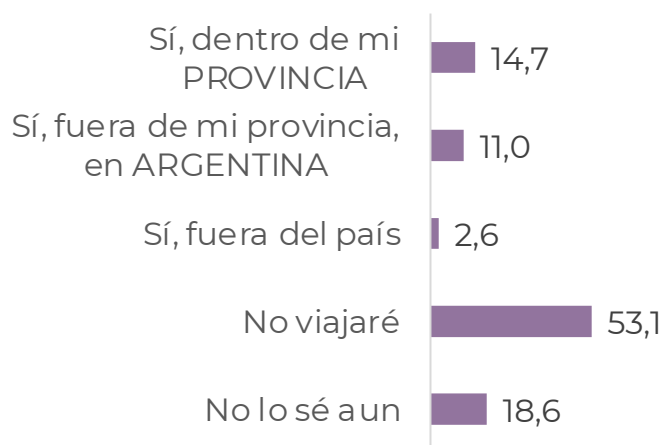 Sí, dentro de mi
PROVINCIA
14,7
Sí, fuera de mi provincia,
en ARGENTINA
11,0
Sí, fuera del país
2,6
No viajaré
53,1
No lo sé aun
18,6